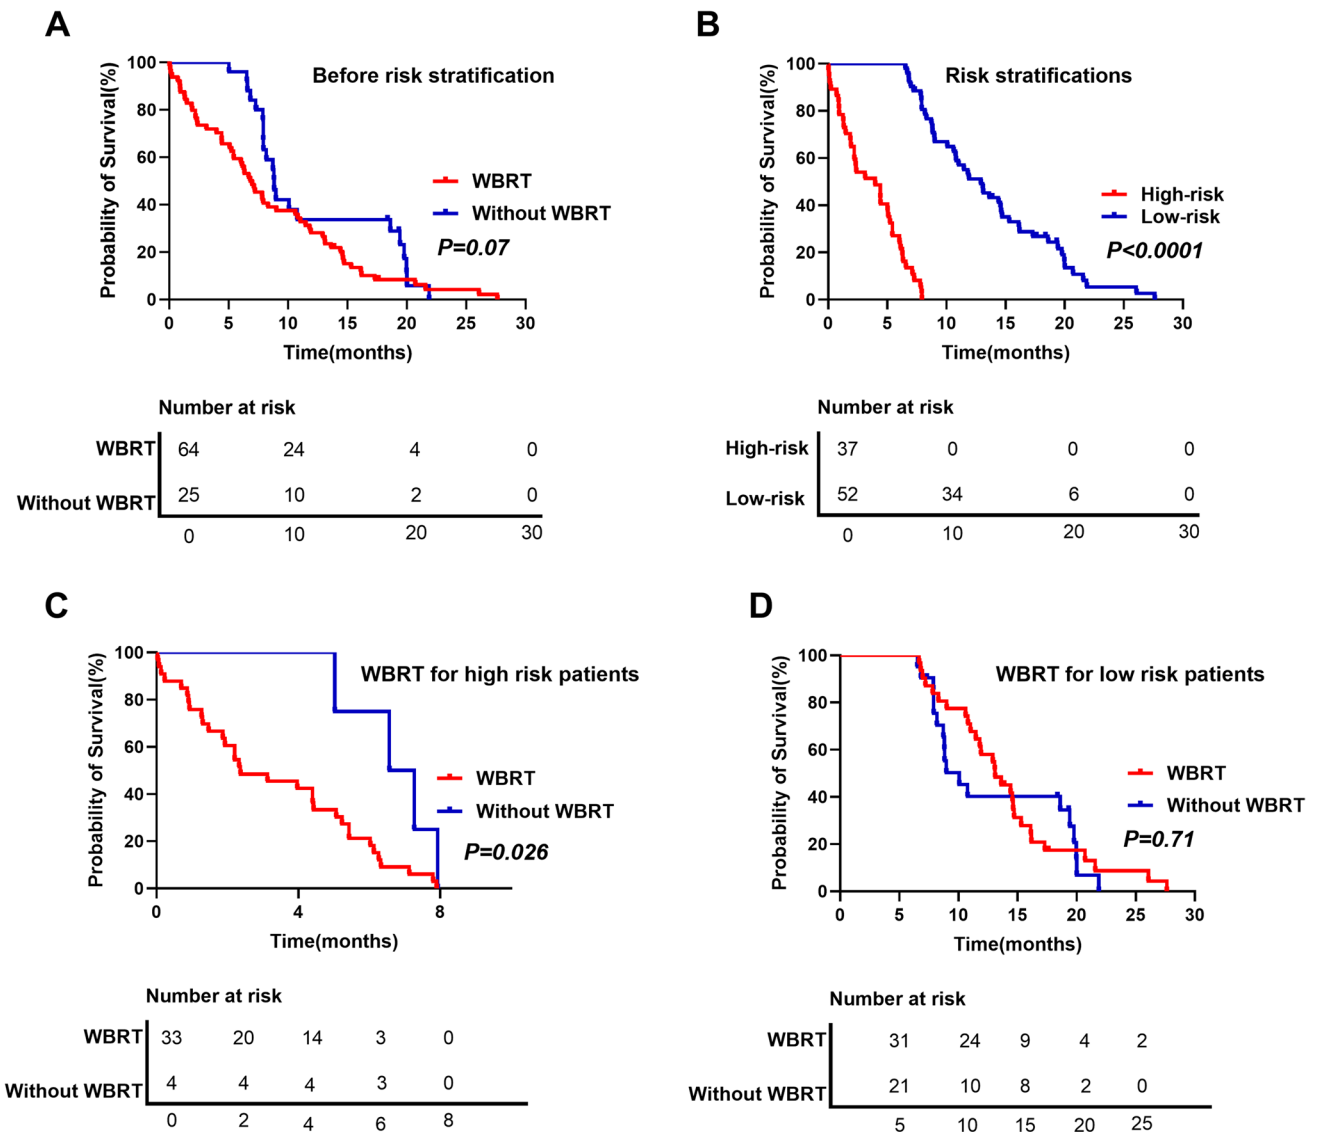 A
Before risk stratification
Probability of Survival(%)
100
80
60
40
20
0
0 5 10 15 20 25 30
Time(months)
WBRT
Without WBRT
P=0.07
Number at risk
WBRT 64 24 4 0
Without WBRT 25 10 2 0
0 10 20 30
B
Risk stratifications
Probability of Survival(%)
100
80
60
40
20
0
0 5 10 15 20 25 30
Time(months)
High-risk
Low-risk
P<0.0001
Number at risk
High-risk 37 0 0 0
Low-risk 52 34 6 0
0 10 20 30
C
WBRT for high risk patients
Probability of Survival(%)
100
80
60
40
20
0
0 4 8
Time(months)
WBRT
Without WBRT
P=0.026
Number at risk
WBRT 33 20 14 3 0
Without WBRT 4 4 4 3 0
0 2 4 6 8
D
WBRT for low risk patients
Probability of Survival(%)
100
80
60
40
20
0
0 5 10 15 20 25 30
Time(months)
WBRT
Without WBRT
P=0.71
Number at risk
WBRT 31 24 9 4 2
Without WBRT 21 10 8 2 0
5 10 15 20 25